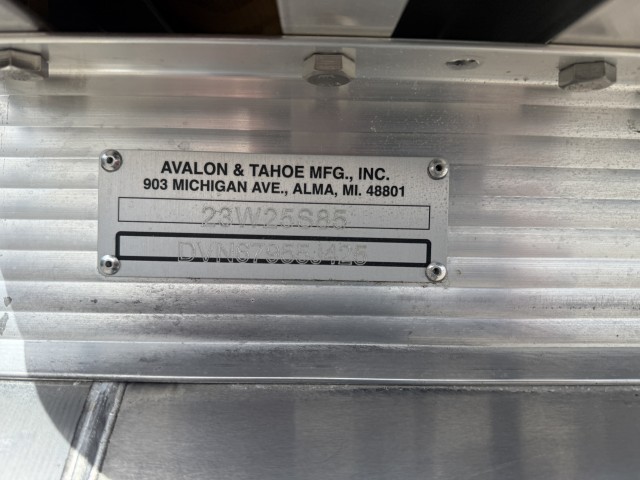 AVALON & TAHOE MFG., INC.
903 MICHIGAN AVE., ALMA, MI. 48801
23W25S85